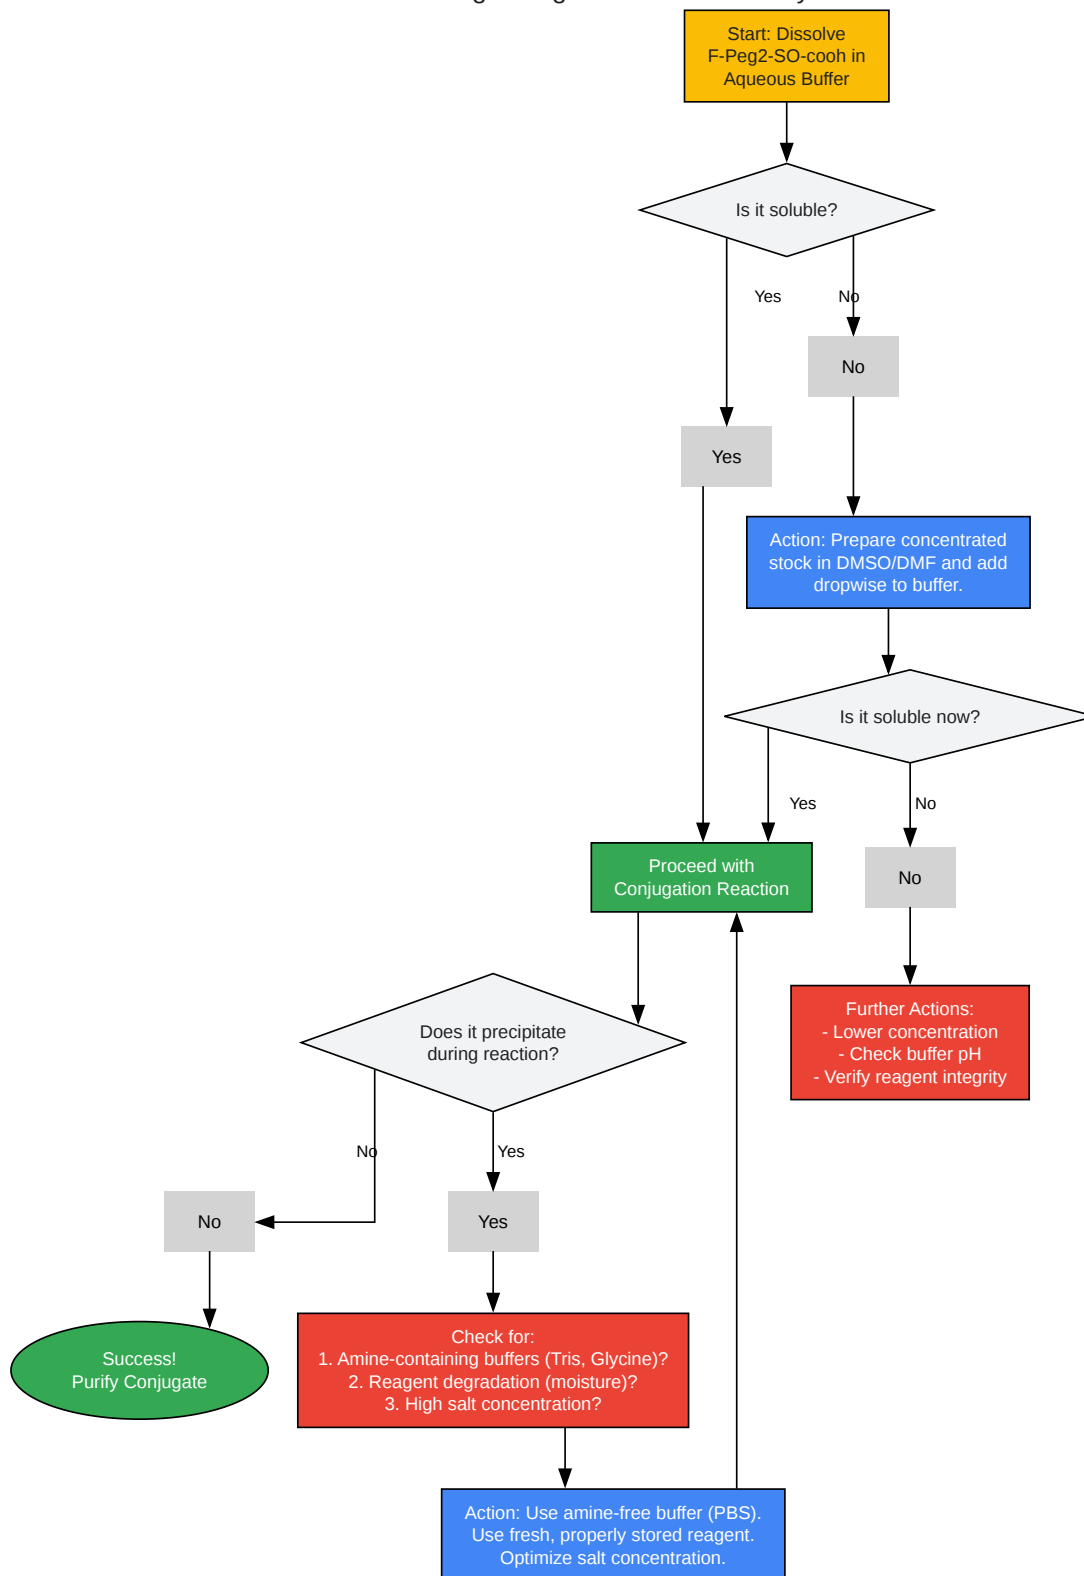 Start: Dissolve
F-Peg2-SO-cooh in
Aqueous Buffer
Is it soluble?
Yes
No
No
Yes
Action: Prepare concentrated
stock in DMSO/DMF and add
dropwise to buffer.
Is it soluble now?
Yes
No
Proceed with
Conjugation Reaction
No
Further Actions:
- Lower concentration
- Check buffer pH
- Verify reagent integrity
Does it precipitate
during reaction?
No
Yes
No
Yes
Success!
Purify Conjugate
Check for:
1. Amine-containing buffers (Tris, Glycine)?
2. Reagent degradation (moisture)?
3. High salt concentration?
Action: Use amine-free buffer (PBS).
Use fresh, properly stored reagent.
Optimize salt concentration.